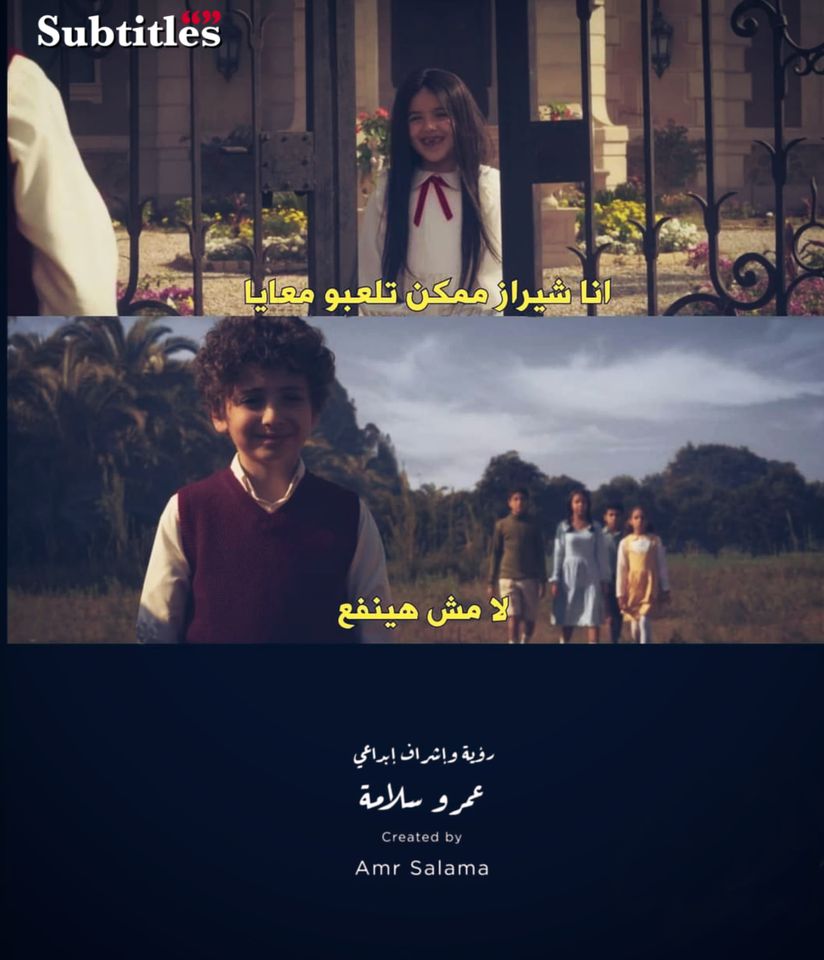 Subtitles
انا شيراز ممكن تلعبو معايا
لا مش هينفع
رؤية وإشراف إبداعي
عمرو سلامة
Created by
Amr Salama